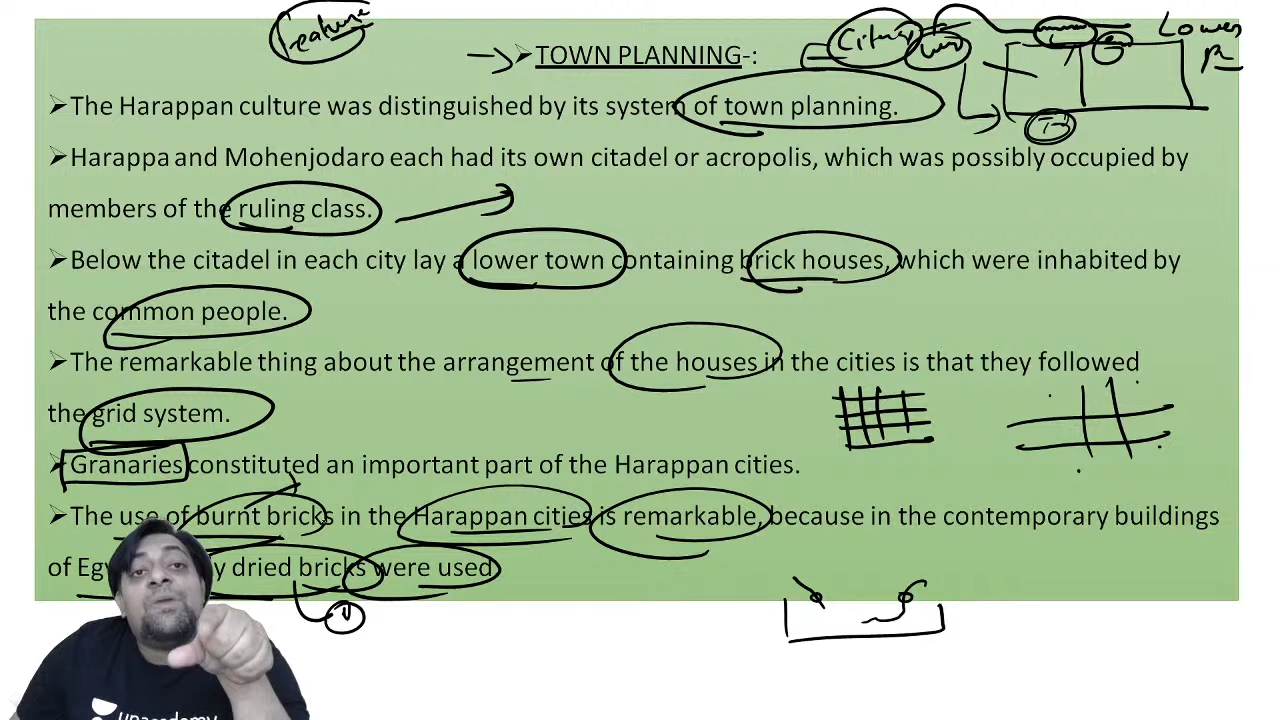 Feature
TOWN PLANNING-:
Lower
The Harappan culture was distinguished by its system of town planning.
Harappa and Mohenjodaro each had its own citadel or acropolis, which was possibly occupied by
members of the ruling class.
Below the citadel in each city lay a lower town containing brick houses, which were inhabited by
the common people.
The remarkable thing about the arrangement of the houses in the cities is that they followed
the grid system.
Granaries constituted an important part of the Harappan cities.
The use of burnt bricks in the Harappan cities is remarkable, because in the contemporary buildings
of dried bricks were used
unacademy